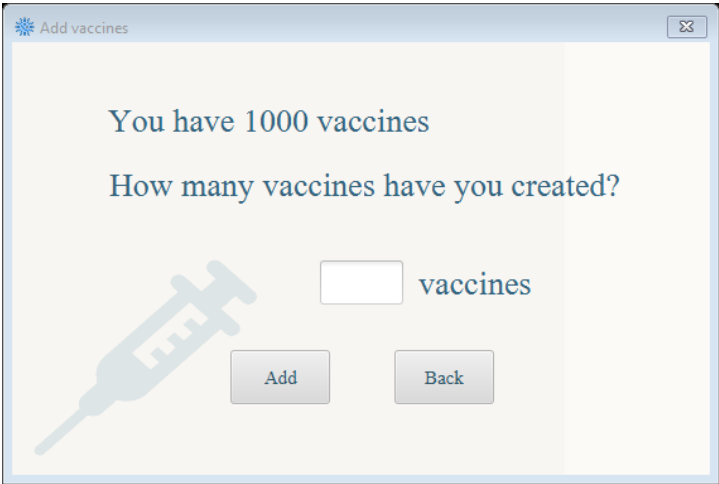 Add vaccines
You have 1000 vaccines
How many vaccines have you created?
vaccines
Add Back